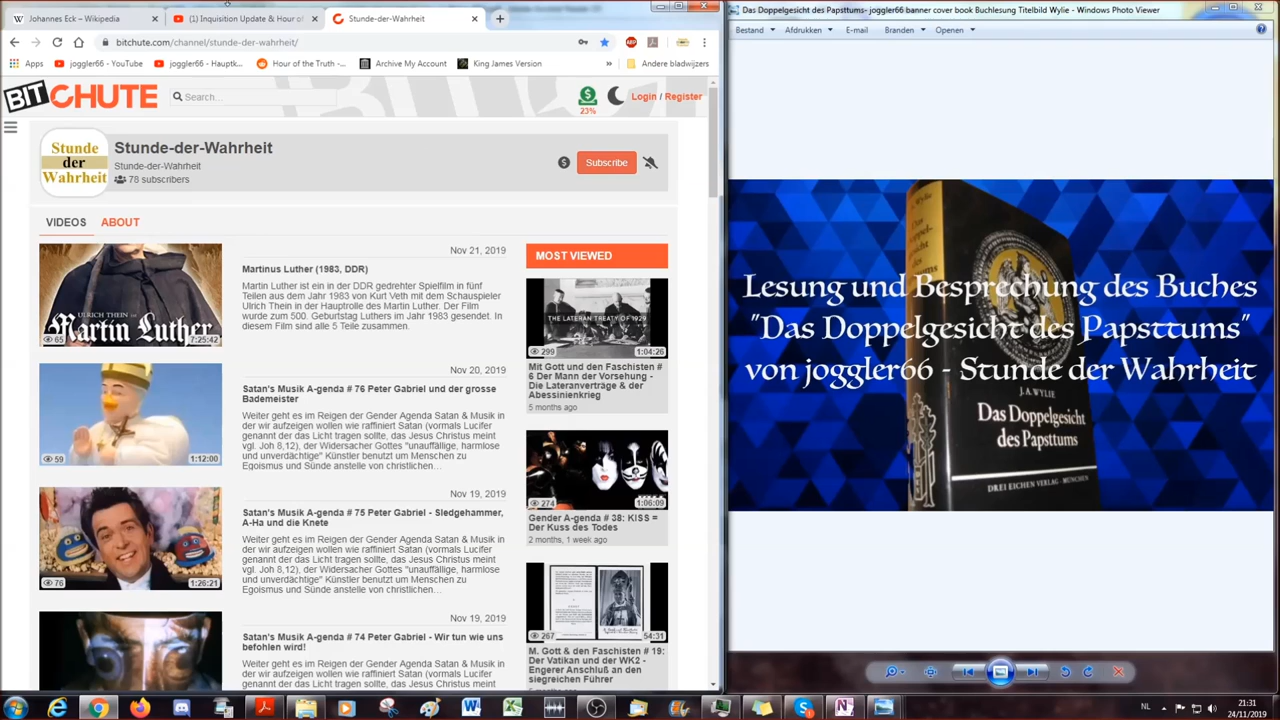 Johannes Eck – Wikipedia
(1) Inquisition Update & Hour of
Stunde-der-Wahrheit
Das Doppelgesicht des Papsttums- joggler66 banner cover book Buchlesung Titelbild Wylie - Windows Photo Viewer
bitchute.com/channel/stunde-der-wahrheit/
Bestand
Afdrukken
E-mail
Branden
Openen
Apps
joggler66 - YouTube
joggler66 - Hauptk...
Hour of the Truth -...
Archive My Account
King James Version
»
Andere bladwijzers
BITCHUTE
Search...
23%
Login / Register
Stunde
der
Wahrheit
Stunde-der-Wahrheit
Stunde-der-Wahrheit
78 subscribers
Subscribe
VIDEOS
ABOUT
ULRICH THEIN ist
Martin Luther
65
7:25:42
Nov 21, 2019
Martinus Luther (1983, DDR)
Martin Luther ist ein in der DDR gedrehter Spielfilm in fünf
Teilen aus dem Jahr 1983 von Kurt Veth mit dem Schauspieler
Ulrich Thein in der Hauptrolle des Martin Luther. Der Film
wurde zum 500. Geburtstag Luthers im Jahr 1983 gesendet. In
diesem Film sind alle 5 Teile zusammen.
59
1:12:00
Nov 20, 2019
Satan's Musik A-genda # 76 Peter Gabriel und der grosse
Bademeister
Weiter geht es im Reigen der Gender Agenda Satan & Musik in
der wir aufzeigen wollen wie raffiniert Satan (vormals Lucifer
genannt der das Licht tragen sollte, das Jesus Christus meint
vgl. Joh 8,12), der Widersacher Gottes "unauffällige, harmlose
und unverdächtige" Künstler benutzt um Menschen zu
Egoismus und Sünde anstelle von christlichen...
76
1:26:21
Nov 19, 2019
Satan's Musik A-genda # 75 Peter Gabriel - Sledgehammer,
A-Ha und die Knete
Weiter geht es im Reigen der Gender Agenda Satan & Musik in
der wir aufzeigen wollen wie raffiniert Satan (vormals Lucifer
genannt der das Licht tragen sollte, das Jesus Christus meint
vgl. Joh 8,12), der Widersacher Gottes "unauffällige, harmlose
und unverdächtige" Künstler benutzt um Menschen zu
Egoismus und Sünde anstelle von christlichen...
Nov 19, 2019
Satan's Musik A-genda # 74 Peter Gabriel - Wir tun wie uns
befohlen wird!
Weiter geht es im Reigen der Gender Agenda Satan & Musik in
der wir aufzeigen wollen wie raffiniert Satan (vormals Lucifer
MOST VIEWED
THE LATERAN TREATY OF 1929
299
1:04:26
Mit Gott und den Faschisten #
6 Der Mann der Vorsehung -
Die Lateranverträge & der
Abessinienkrieg
5 months ago
274
1:06:09
Gender A-genda # 38: KISS =
Der Kuss des Todes
2 months, 1 week ago
267
54:31
M. Gott & den Faschisten # 19:
Der Vatikan und der WK2 -
Engerer Anschluß an den
siegreichen Führer
Lesung und Besprechung des Buches
"Das Doppelgesicht des Papsttums"
von joggler66 - Stunde der Wahrheit
J.A. WYLIE
Das Doppelgesicht
des Papsttums
DREI EICHEN VERLAG · MÜNCHEN
NL
21:31
24/11/2019